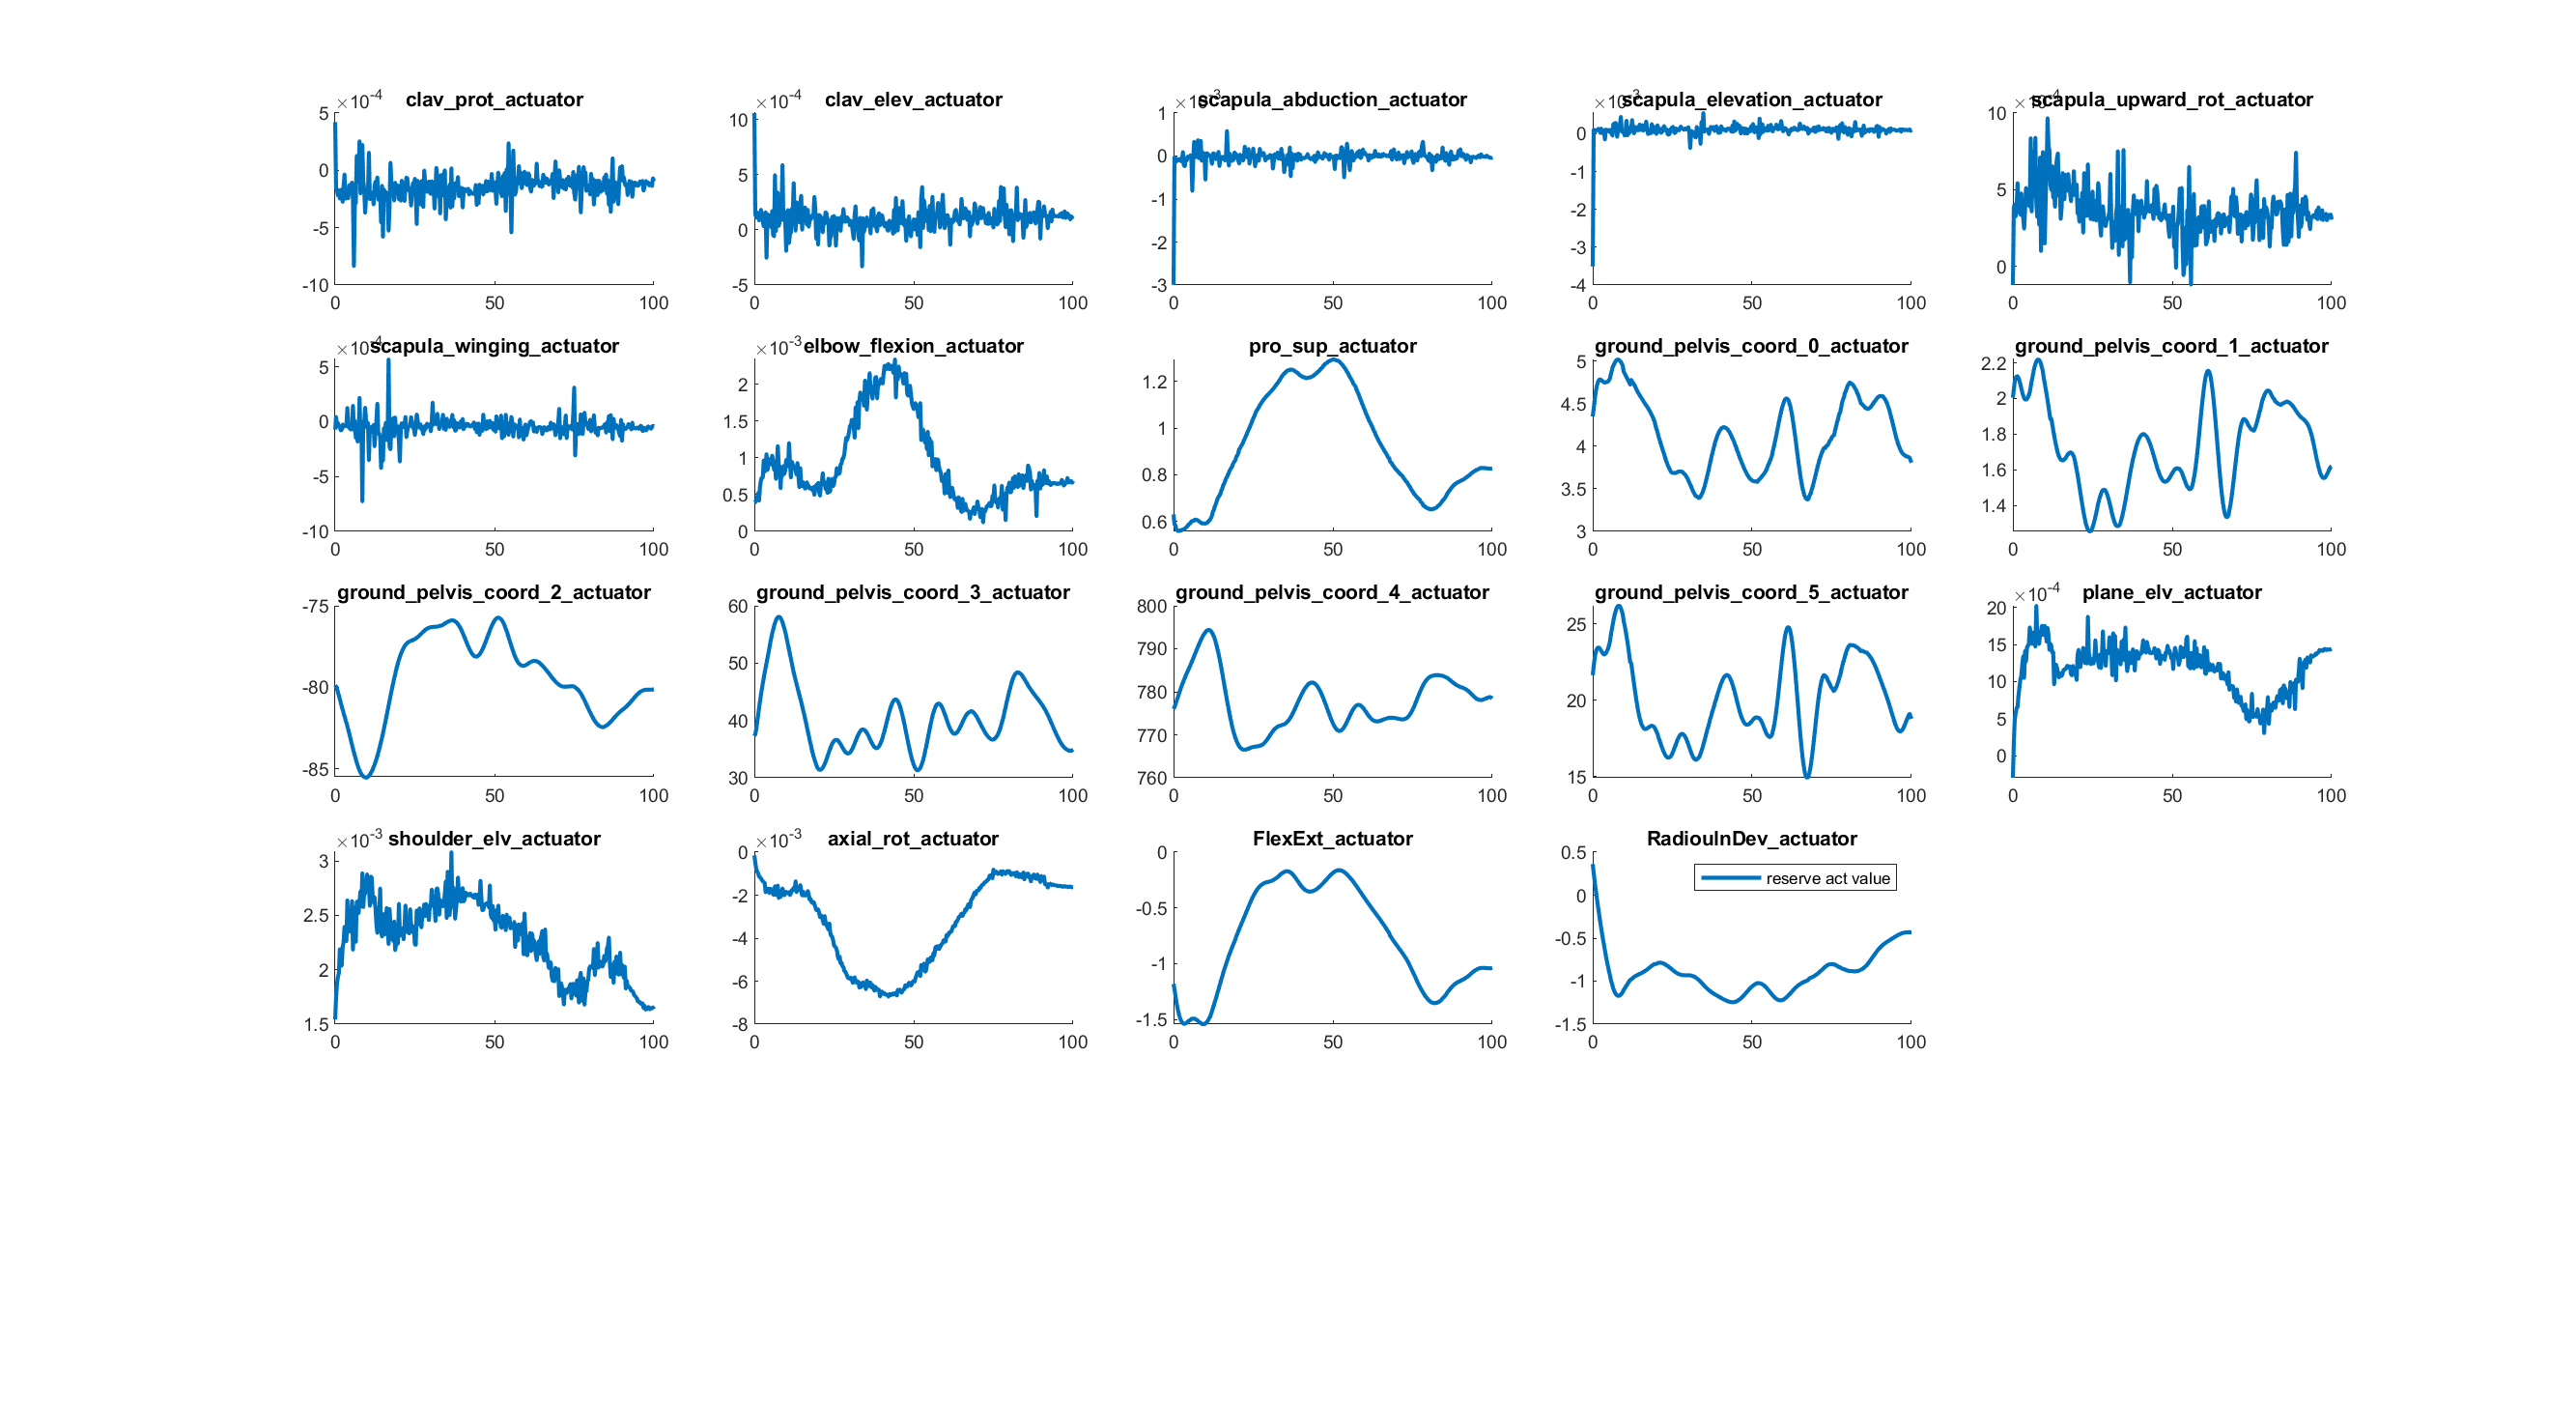 clav_prot_actuator
×10-4
5
0
-5
-10
0 50 100
clav_elev_actuator
×10-4
10
5
0
-5
0 50 100
scapula_abduction_actuator
×10-3
1
0
-1
-2
-3
0 50 100
scapula_elevation_actuator
×10-3
0
-1
-2
-3
-4
0 50 100
scapula_upward_rot_actuator
×10-4
10
5
0
0 50 100
scapula_winging_actuator
×10-4
5
0
-5
-10
0 50 100
elbow_flexion_actuator
×10-3
2
1.5
1
0.5
0
0 50 100
pro_sup_actuator
1.2
1
0.8
0.6
0 50 100
ground_pelvis_coord_0_actuator
5
4.5
4
3.5
3
0 50 100
ground_pelvis_coord_1_actuator
2.2
2
1.8
1.6
1.4
0 50 100
ground_pelvis_coord_2_actuator
-75
-80
-85
0 50 100
ground_pelvis_coord_3_actuator
60
50
40
30
0 50 100
ground_pelvis_coord_4_actuator
800
790
780
770
760
0 50 100
ground_pelvis_coord_5_actuator
25
20
15
0 50 100
plane_elv_actuator
×10-4
20
15
10
5
0
0 50 100
shoulder_elv_actuator
×10-3
3
2.5
2
1.5
0 50 100
axial_rot_actuator
×10-3
0
-2
-4
-6
-8
0 50 100
FlexExt_actuator
0
-0.5
-1
-1.5
0 50 100
RadioulnDev_actuator
0.5
0
-0.5
-1
-1.5
0 50 100
reserve act value